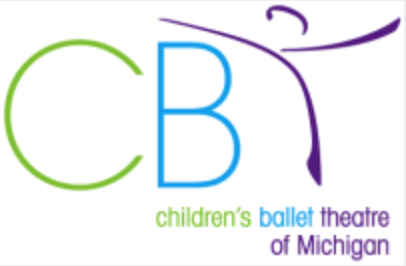 CBT
children's ballet theatre
of Michigan